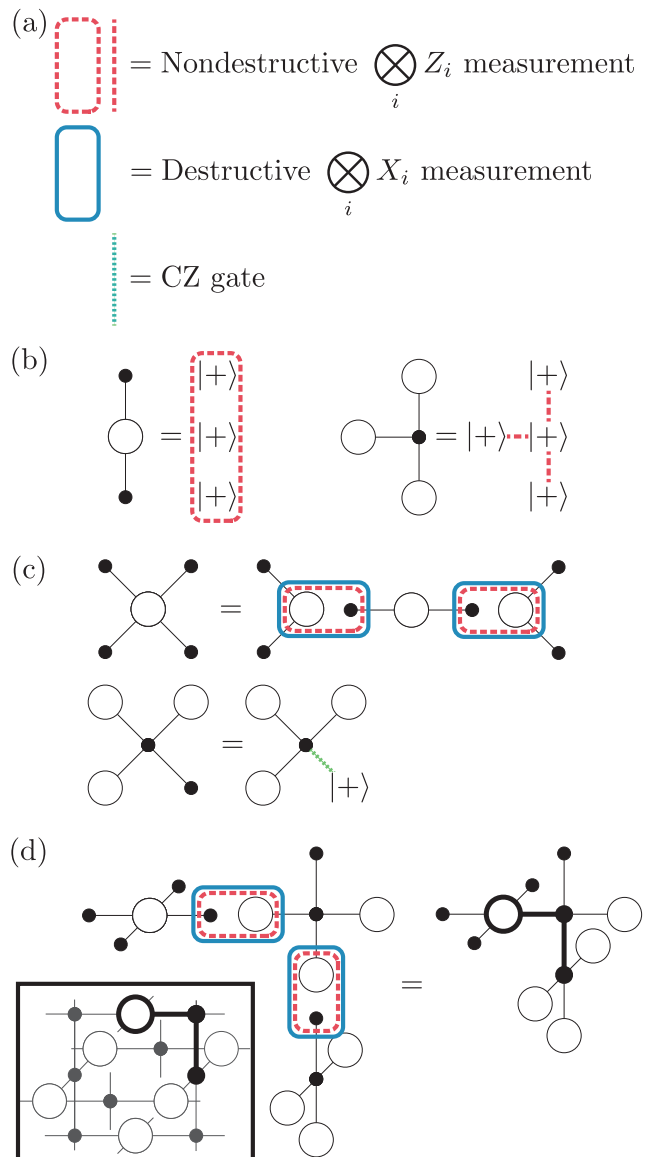 (a)
= Nondestructive ⨂ Z_i measurement
i
= Destructive ⨂ X_i measurement
i
= CZ gate
(b)
|+⟩ |+⟩
= |+⟩ = |+⟩ |+⟩
|+⟩ |+⟩
(c)
=
=
|+⟩
(d)
=